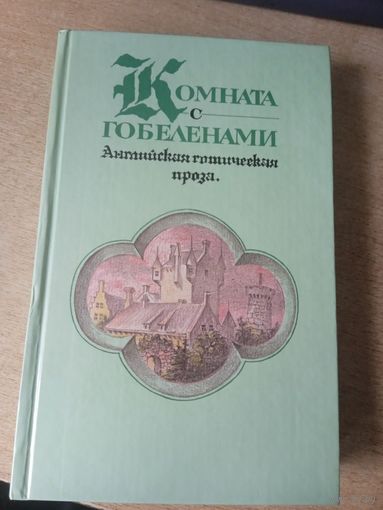 Комната
с
гобеленами
Английская готическая
проза.